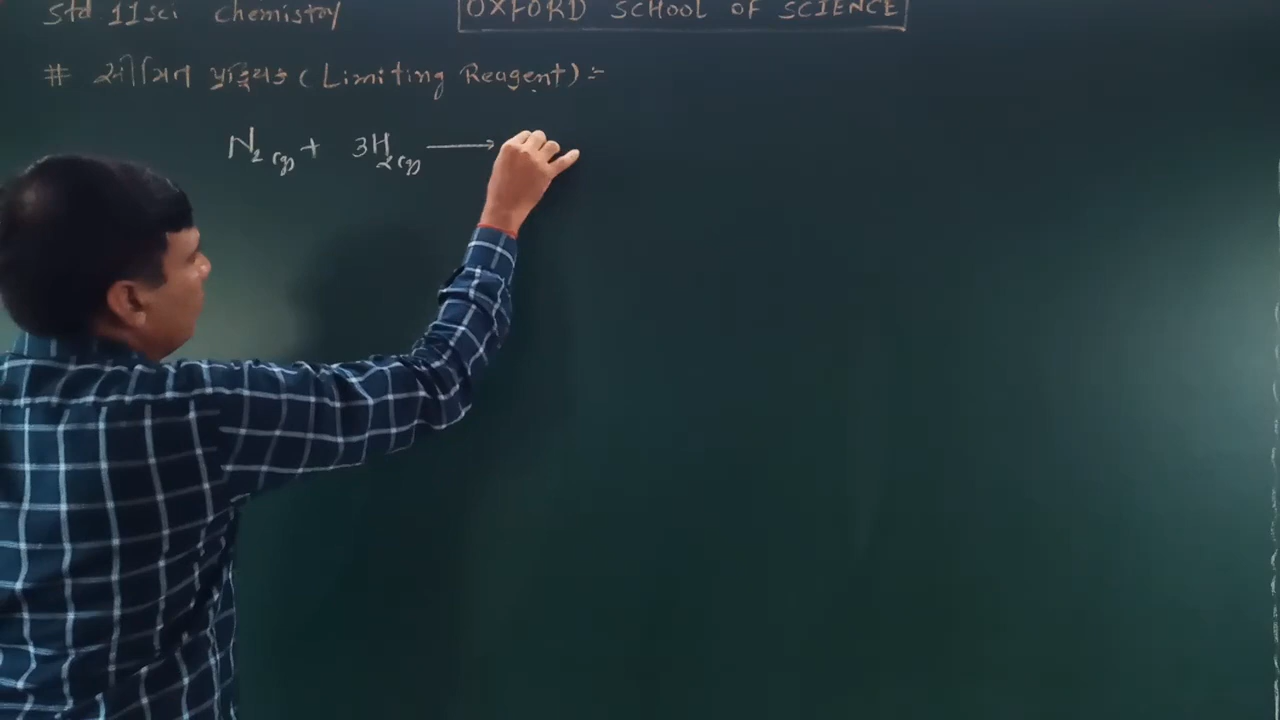 Std 11 sci Chemistry
OXFORD SCHOOL OF SCIENCE
# સીમિત પ્રક્રિયક (Limiting Reagent) :-
N₂ (g) + 3H₂ (g) ⟶